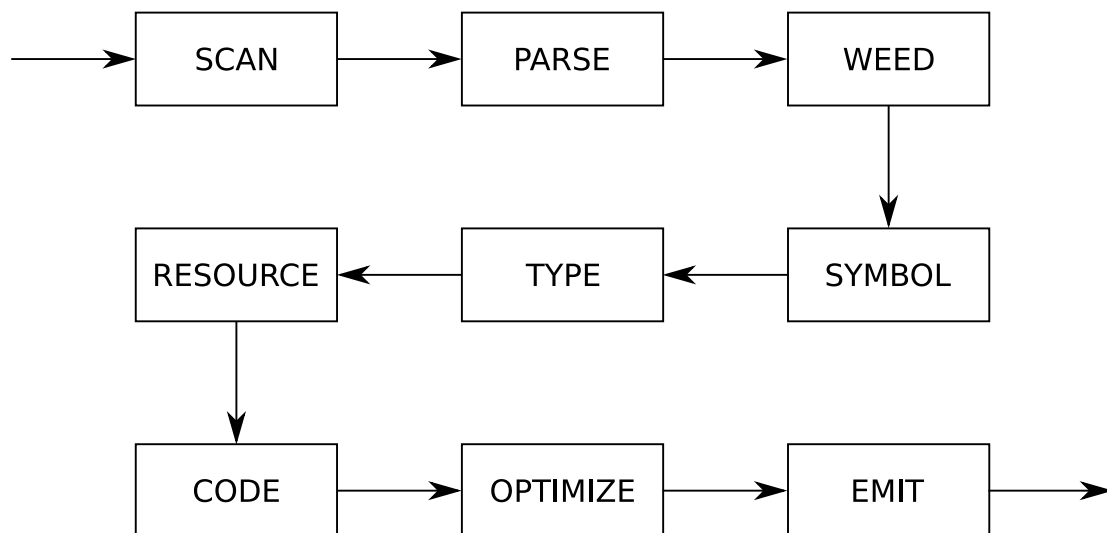 SCAN
PARSE
WEED
SYMBOL
TYPE
RESOURCE
CODE
OPTIMIZE
EMIT